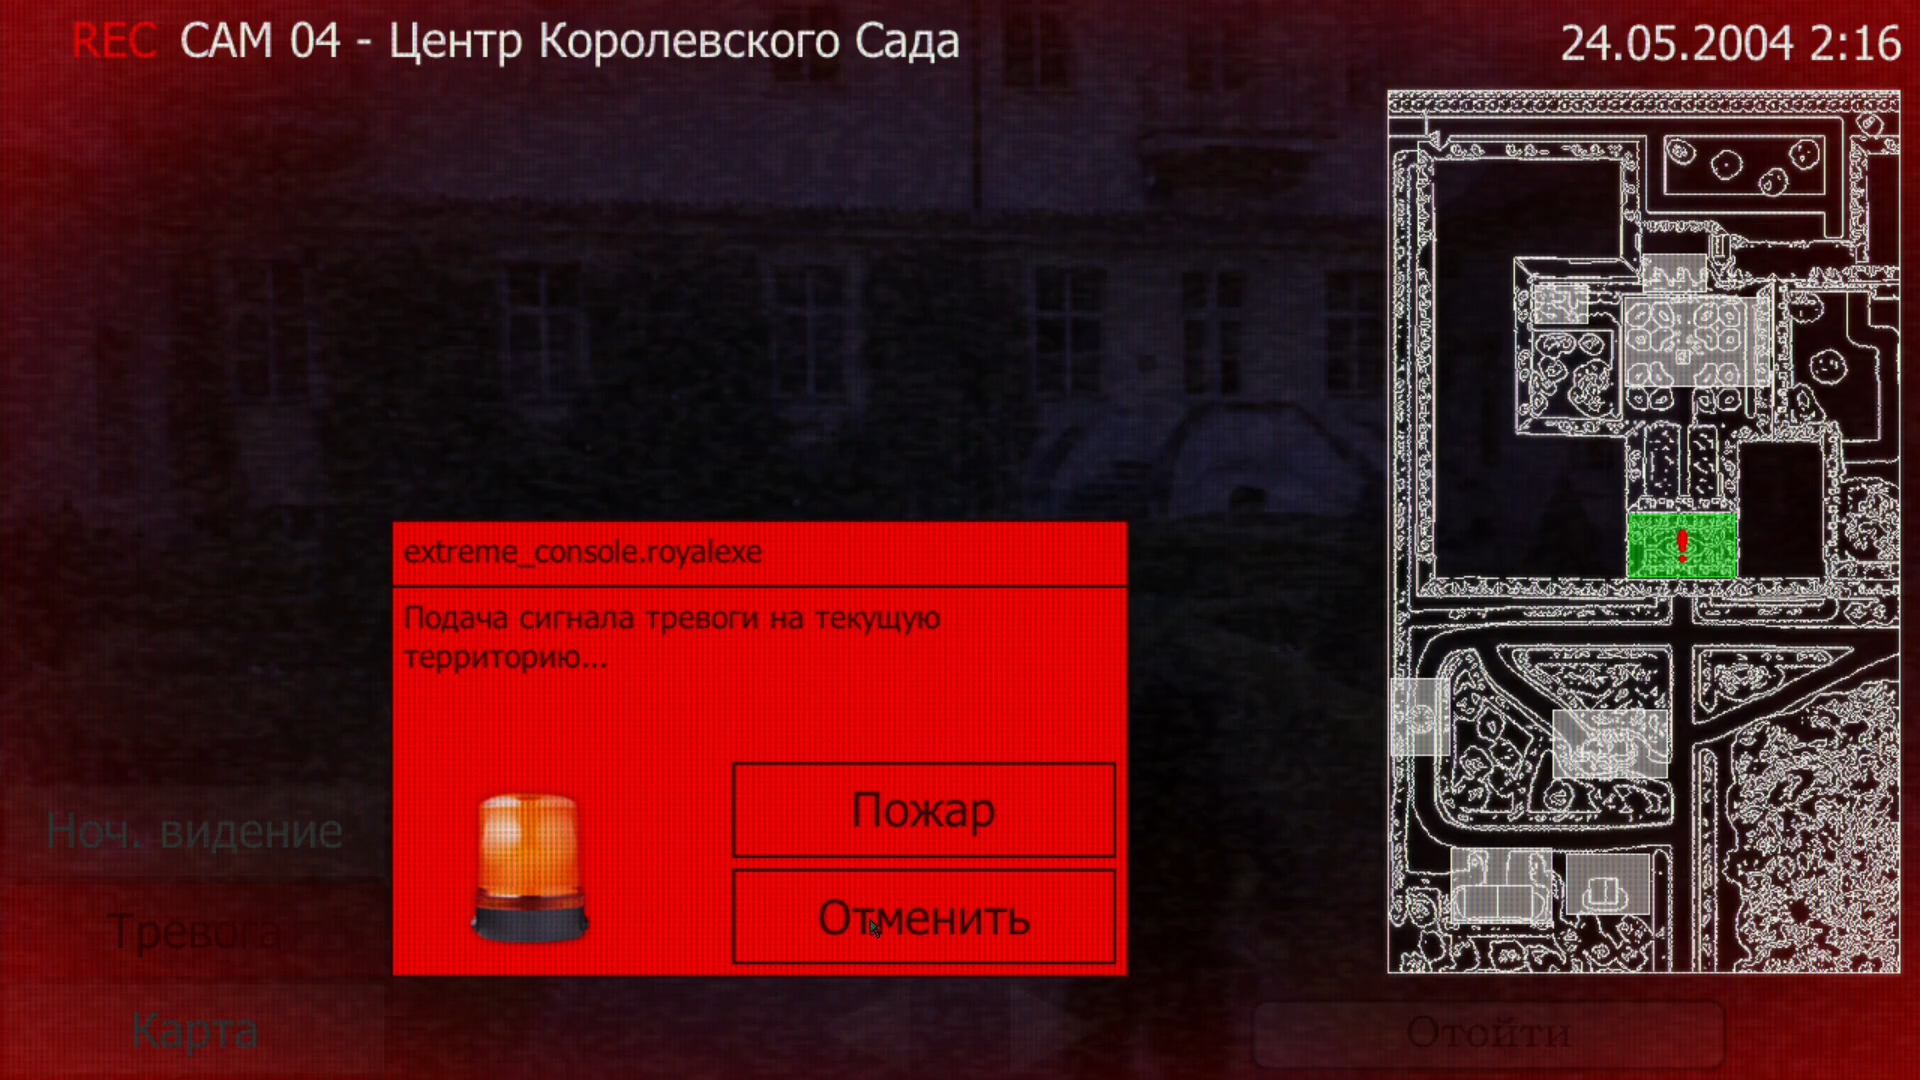 REC CAM 04 - Центр Королевского Сада
24.05.2004 2:16
extreme_console.royalexe
Подача сигнала тревоги на текущую
территорию...
Пожар
Отменить
Ноч. видение
Тревога
Карта
Отойти